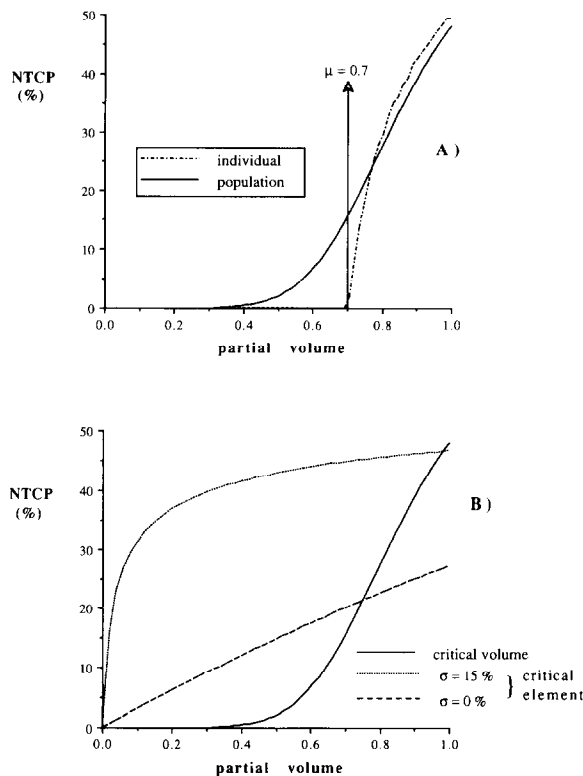 50
NTCP
(%)
40
μ = 0.7
30
A )
individual
population
20
10
0
0.0 0.2 0.4 0.6 0.8 1.0
partial volume
50
NTCP
(%)
40
B )
30
20
critical volume
10
σ = 15 % } critical
σ = 0 % element
0
0.0 0.2 0.4 0.6 0.8 1.0
partial volume